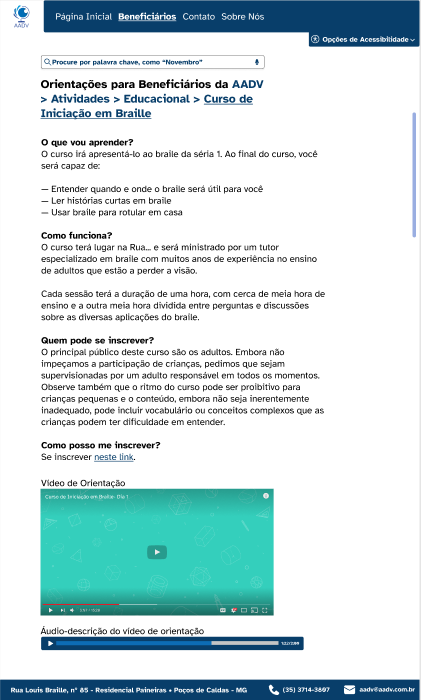 AADV
Página Inicial Beneficiários Contato Sobre Nós
Opções de Acessibilidade
Procure por palavra chave, como “Novembro”
Orientações para Beneficiários da AADV
> Atividades > Educacional > Curso de
Iniciação em Braille
O que vou aprender?
O curso irá apresentá-lo ao braile da séria 1. Ao final do curso, você
será capaz de:
— Entender quando e onde o braile será útil para você
— Ler histórias curtas em braile
— Usar braile para rotular em casa
Como funciona?
O curso terá lugar na Rua... e será ministrado por um tutor
especializado em braile com muitos anos de experiência no ensino
de adultos que estão a perder a visão.
Cada sessão terá a duração de uma hora, com cerca de meia hora de
ensino e a outra meia hora dividida entre perguntas e discussões
sobre as diversas aplicações do braile.
Quem pode se inscrever?
O principal público deste curso são os adultos. Embora não
impeçamos a participação de crianças, pedimos que sejam
supervisionadas por um adulto responsável em todos os momentos.
Observe também que o ritmo do curso pode ser proibitivo para
crianças pequenas e o conteúdo, embora não seja inerentemente
inadequado, pode incluir vocabulário ou conceitos complexos que as
crianças podem ter dificuldade em entender.
Como posso me inscrever?
Se inscrever neste link.
Vídeo de Orientação
Curso de Iniciação em Braille: Dia 1
Áudio-descrição do vídeo de orientação
Rua Louis Braille, n° 85 - Residencial Paineiras • Poços de Caldas - MG (35) 3714-3807 aadv@aadv.com.br